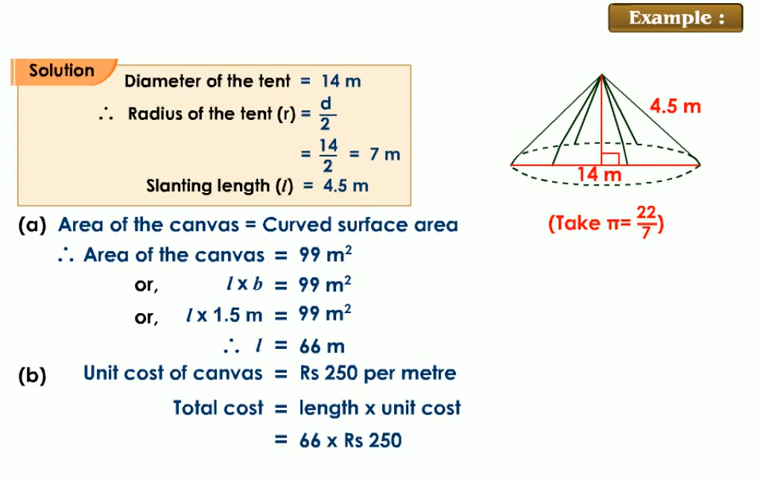 Example :
Solution
Diameter of the tent = 14 m
∴ Radius of the tent (r) = d/2
= 14/2 = 7 m
Slanting length (l) = 4.5 m
4.5 m
14 m
(Take π= 22/7)
(a) Area of the canvas = Curved surface area
∴ Area of the canvas = 99 m²
or, l x b = 99 m²
or, l x 1.5 m = 99 m²
∴ l = 66 m
(b) Unit cost of canvas = Rs 250 per metre
Total cost = length x unit cost
= 66 x Rs 250